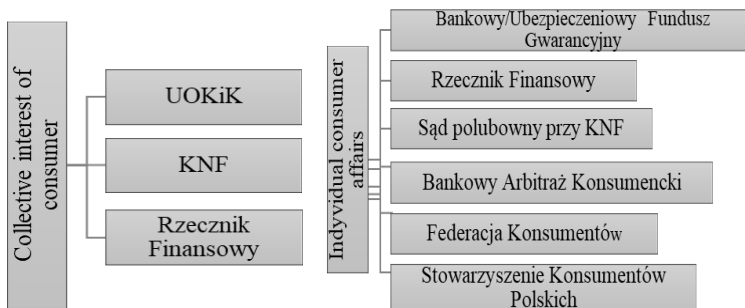 Collective interest of
consumer
UOKiK
KNF
Rzecznik
Finansowy
Indyvidual consumer
affairs
Bankowy/Ubezpieczeniowy Fundusz
Gwarancyjny
Rzecznik Finansowy
Sąd polubowny przy KNF
Bankowy Arbitraż Konsumencki
Federacja Konsumentów
Stowarzyszenie Konsumentów
Polskich